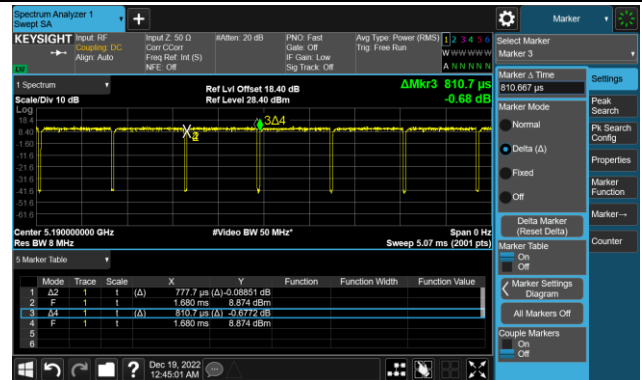 Spectrum Analyzer 1
Swept SA
Marker
KEYSIGHT
Input: RF
Coupling: DC
Align: Auto
Input Z: 50 Ω
Corr CCorr
Freq Ref: Int (S)
NFE: Off
#Atten: 20 dB
PNO: Fast
Gate: Off
IF Gain: Low
Sig Track: Off
Avg Type: Power (RMS)
Trig: Free Run
1 2 3 4 5 6
W W W W W W
A N N N N N
Select Marker
Marker 3
1 Spectrum
Scale/Div 10 dB
Log
Ref Lvl Offset 18.40 dB
Ref Level 28.40 dBm
ΔMkr3 810.7 µs
-0.68 dB
18.4
8.40
-1.60
-11.6
-21.6
-31.6
-41.6
-51.6
-61.6
3Δ4
Center 5.190000000 GHz
Res BW 8 MHz
#Video BW 50 MHz*
Span 0 Hz
Sweep 5.07 ms (2001 pts)
5 Marker Table
Mode Trace Scale X Y Function Function Width Function Value
1 Δ2 1 t (Δ) 777.7 µs (Δ) -0.08851 dB
2 F 1 t 1.680 ms 8.874 dBm
3 Δ4 1 t (Δ) 810.7 µs (Δ) -0.6772 dB
4 F 1 t 1.680 ms 8.874 dBm
5
6
Marker Δ Time
810.667 µs
Marker Mode
Normal
Delta (Δ)
Fixed
Off
Delta Marker
(Reset Delta)
Marker Table
On
Off
Marker Settings
Diagram
All Markers Off
Couple Markers
On
Off
Settings
Peak
Search
Pk Search
Config
Properties
Marker
Function
Marker→
Counter
Dec 19, 2022
12:45:01 AM